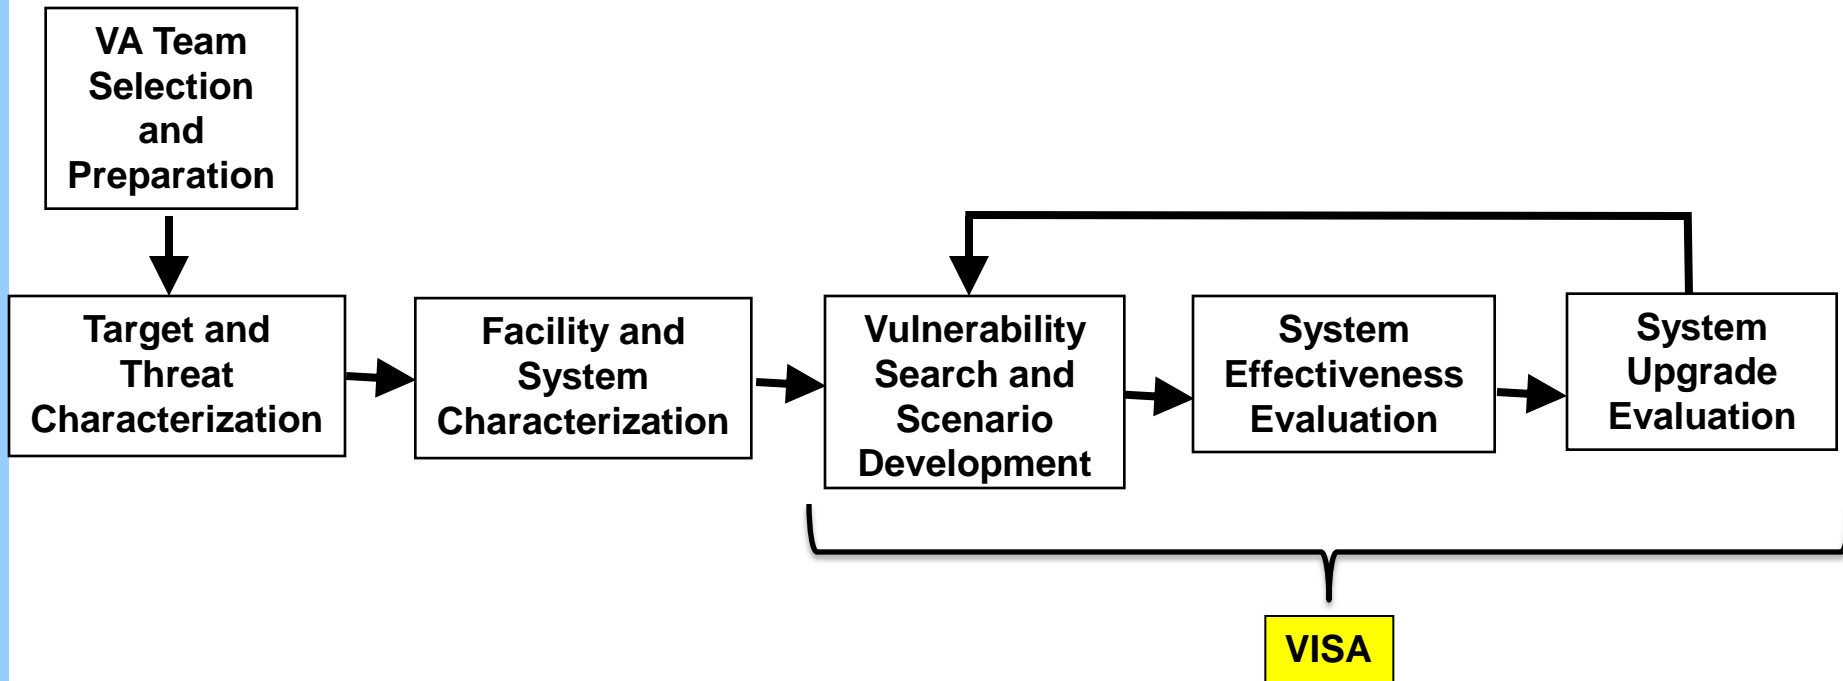 VA Team
Selection
and
Preparation
Target and
Threat
Characterization
Facility and
System
Characterization
Vulnerability
Search and
Scenario
Development
System
Effectiveness
Evaluation
System
Upgrade
Evaluation
VISA